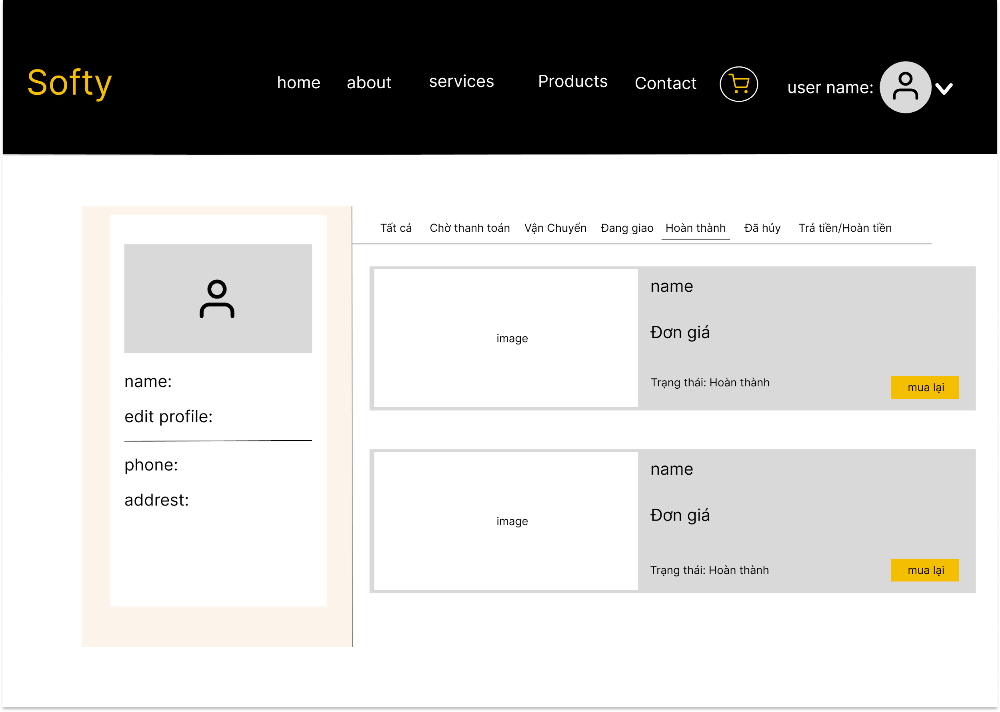 Softy
home about services Products Contact user name:
Tất cả Chờ thanh toán Vận Chuyển Đang giao Hoàn thành Đã hủy Trả tiền/Hoàn tiền
name:
edit profile:
phone:
addrest:
image
name
Đơn giá
Trạng thái: Hoàn thành
mua lại
image
name
Đơn giá
Trạng thái: Hoàn thành
mua lại